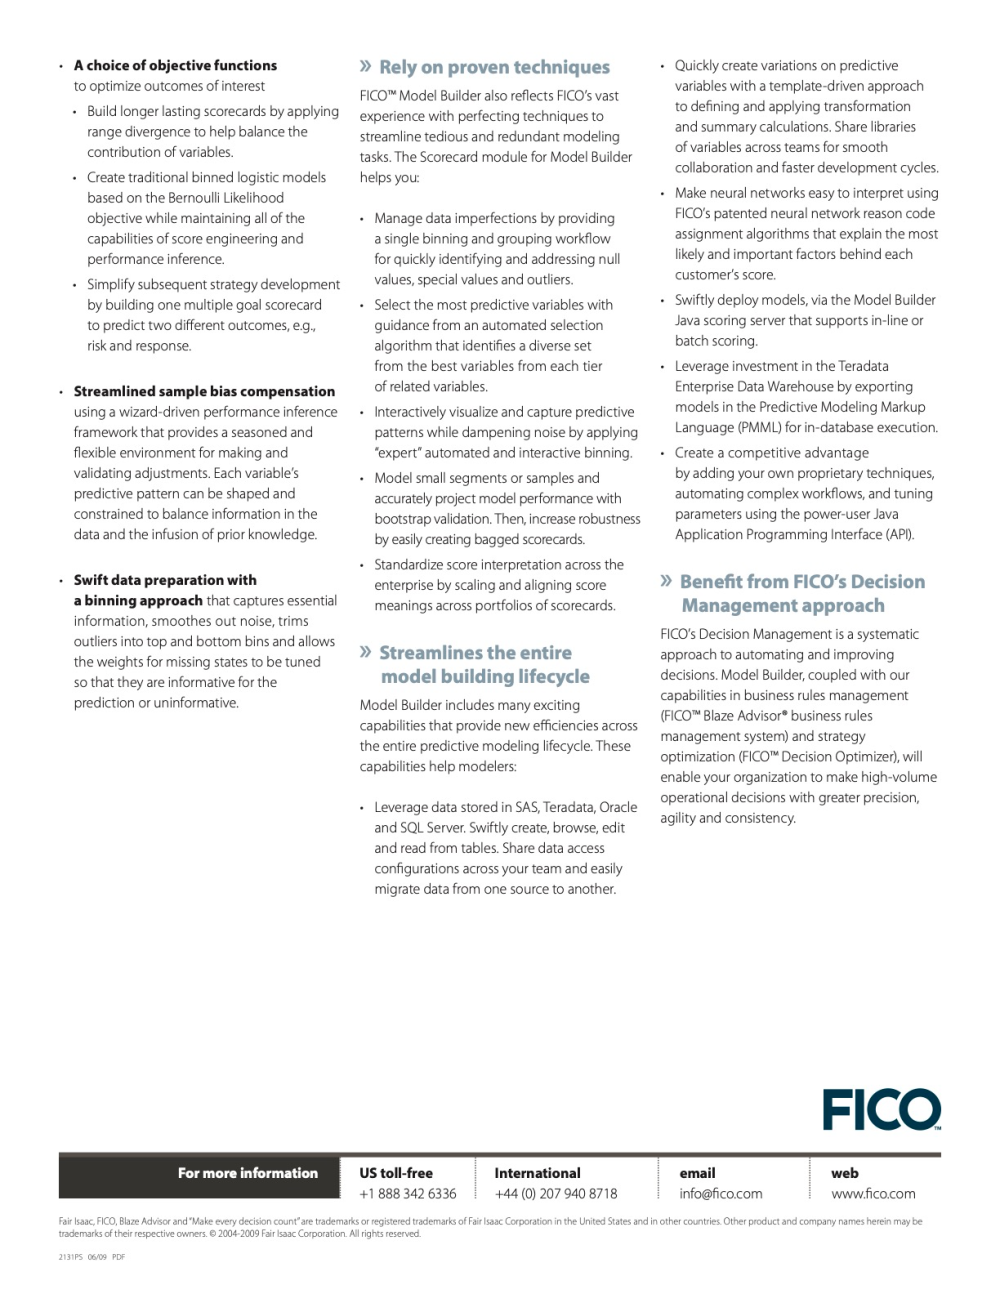 • A choice of objective functions
to optimize outcomes of interest
• Build longer lasting scorecards by applying
range divergence to help balance the
contribution of variables.
• Create traditional binned logistic models
based on the Bernoulli Likelihood
objective while maintaining all of the
capabilities of score engineering and
performance inference.
• Simplify subsequent strategy development
by building one multiple goal scorecard
to predict two different outcomes, e.g.,
risk and response.
• Streamlined sample bias compensation
using a wizard-driven performance inference
framework that provides a seasoned and
flexible environment for making and
validating adjustments. Each variable’s
predictive pattern can be shaped and
constrained to balance information in the
data and the infusion of prior knowledge.
• Swift data preparation with
a binning approach that captures essential
information, smoothes out noise, trims
outliers into top and bottom bins and allows
the weights for missing states to be tuned
so that they are informative for the
prediction or uninformative.
» Rely on proven techniques
FICO™ Model Builder also reflects FICO’s vast
experience with perfecting techniques to
streamline tedious and redundant modeling
tasks. The Scorecard module for Model Builder
helps you:
• Manage data imperfections by providing
a single binning and grouping workflow
for quickly identifying and addressing null
values, special values and outliers.
• Select the most predictive variables with
guidance from an automated selection
algorithm that identifies a diverse set
from the best variables from each tier
of related variables.
• Interactively visualize and capture predictive
patterns while dampening noise by applying
“expert” automated and interactive binning.
• Model small segments or samples and
accurately project model performance with
bootstrap validation. Then, increase robustness
by easily creating bagged scorecards.
• Standardize score interpretation across the
enterprise by scaling and aligning score
meanings across portfolios of scorecards.
» Streamlines the entire
model building lifecycle
Model Builder includes many exciting
capabilities that provide new efficiencies across
the entire predictive modeling lifecycle. These
capabilities help modelers:
• Leverage data stored in SAS, Teradata, Oracle
and SQL Server. Swiftly create, browse, edit
and read from tables. Share data access
configurations across your team and easily
migrate data from one source to another.
• Quickly create variations on predictive
variables with a template-driven approach
to defining and applying transformation
and summary calculations. Share libraries
of variables across teams for smooth
collaboration and faster development cycles.
• Make neural networks easy to interpret using
FICO’s patented neural network reason code
assignment algorithms that explain the most
likely and important factors behind each
customer’s score.
• Swiftly deploy models, via the Model Builder
Java scoring server that supports in-line or
batch scoring.
• Leverage investment in the Teradata
Enterprise Data Warehouse by exporting
models in the Predictive Modeling Markup
Language (PMML) for in-database execution.
• Create a competitive advantage
by adding your own proprietary techniques,
automating complex workflows, and tuning
parameters using the power-user Java
Application Programming Interface (API).
» Benefit from FICO’s Decision
Management approach
FICO’s Decision Management is a systematic
approach to automating and improving
decisions. Model Builder, coupled with our
capabilities in business rules management
(FICO™ Blaze Advisor® business rules
management system) and strategy
optimization (FICO™ Decision Optimizer), will
enable your organization to make high-volume
operational decisions with greater precision,
agility and consistency.
FICO™
For more information
US toll-free
+1 888 342 6336
International
+44 (0) 207 940 8718
email
info@fico.com
web
www.fico.com
Fair Isaac, FICO, Blaze Advisor and “Make every decision count” are trademarks or registered trademarks of Fair Isaac Corporation in the United States and in other countries. Other product and company names herein may be
trademarks of their respective owners. © 2004-2009 Fair Isaac Corporation. All rights reserved.
2131PS 06/09 PDF